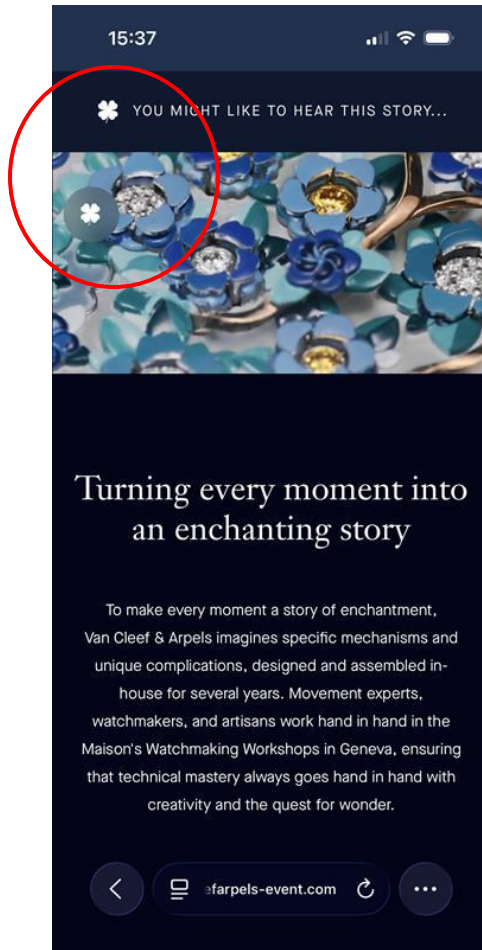 15:37
YOU MIGHT LIKE TO HEAR THIS STORY...
Turning every moment into
an enchanting story
To make every moment a story of enchantment,
Van Cleef & Arpels imagines specific mechanisms and
unique complications, designed and assembled in-
house for several years. Movement experts,
watchmakers, and artisans work hand in hand in the
Maison's Watchmaking Workshops in Geneva, ensuring
that technical mastery always goes hand in hand with
creativity and the quest for wonder.
efarpels-event.com